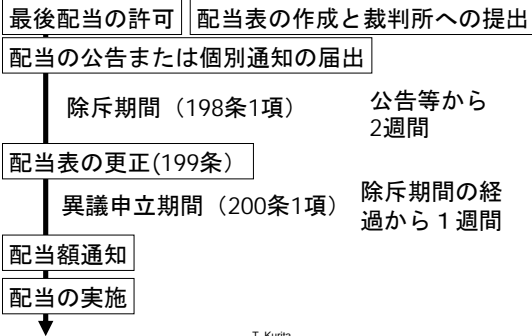 最後配当の許可 配当表の作成と裁判所への提出
配当の公告または個別通知の届出
除斥期間（198条1項） 公告等から
2週間
配当表の更正(199条）
異議申立期間（200条1項） 除斥期間の経
過から１週間
配当額通知
配当の実施
T. Kurita